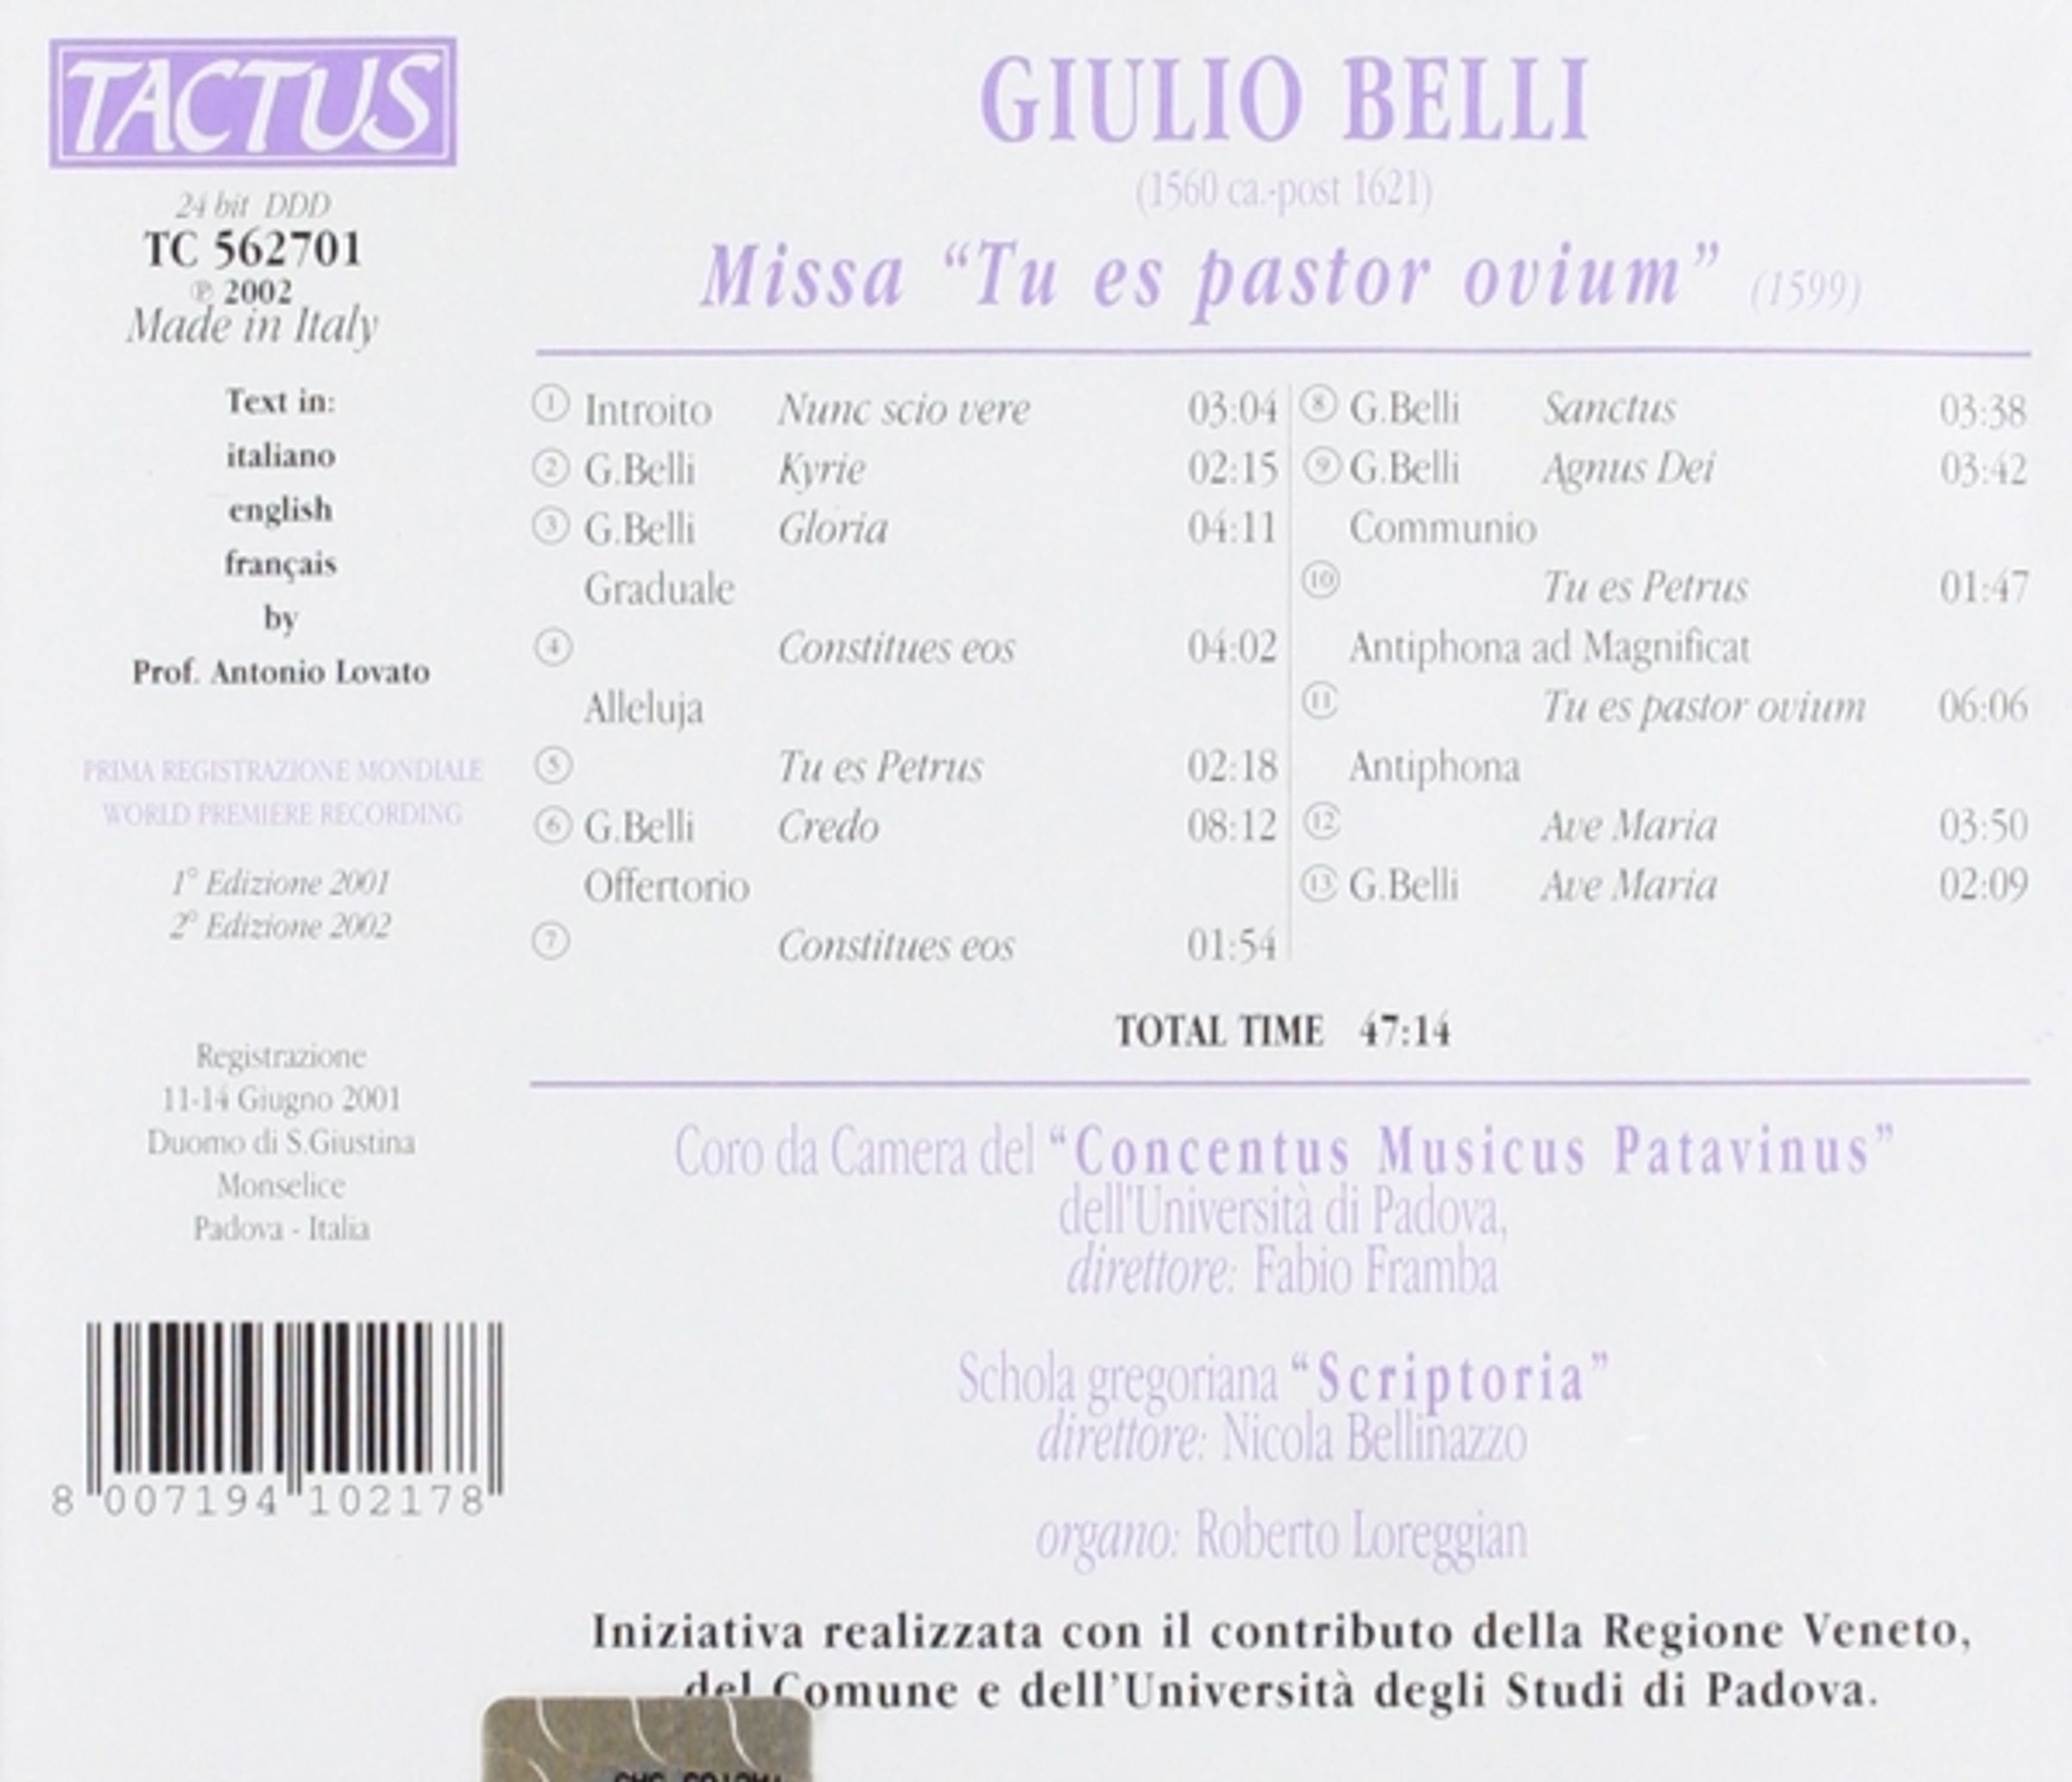 TACTUS
24 bit DDD
TC 562701
℗ 2002
Made in Italy
Text in:
italiano
english
français
by
Prof. Antonio Lovato
PRIMA REGISTRAZIONE MONDIALE
WORLD PREMIERE RECORDING
1° Edizione 2001
2° Edizione 2002
Registrazione
11-14 Giugno 2001
Duomo di S.Giustina
Monselice
Padova - Italia
8 007194 102178
GIULIO BELLI
(1560 ca.-post 1621)
Missa “Tu es pastor ovium” (1599)
1 Introito Nunc scio vere 03:04
2 G.Belli Kyrie 02:15
3 G.Belli Gloria 04:11
Graduale
4 Constitues eos 04:02
Alleluja
5 Tu es Petrus 02:18
6 G.Belli Credo 08:12
Offertorio
7 Constitues eos 01:54
8 G.Belli Sanctus 03:38
9 G.Belli Agnus Dei 03:42
Communio
10 Tu es Petrus 01:47
Antiphona ad Magnificat
11 Tu es pastor ovium 06:06
Antiphona
12 Ave Maria 03:50
13 G.Belli Ave Maria 02:09
TOTAL TIME 47:14
Coro da Camera del “Concentus Musicus Patavinus”
dell'Università di Padova,
direttore: Fabio Framba
Schola gregoriana “Scriptoria”
direttore: Nicola Bellinazzo
organo: Roberto Loreggian
Iniziativa realizzata con il contributo della Regione Veneto,
del Comune e dell’Università degli Studi di Padova.